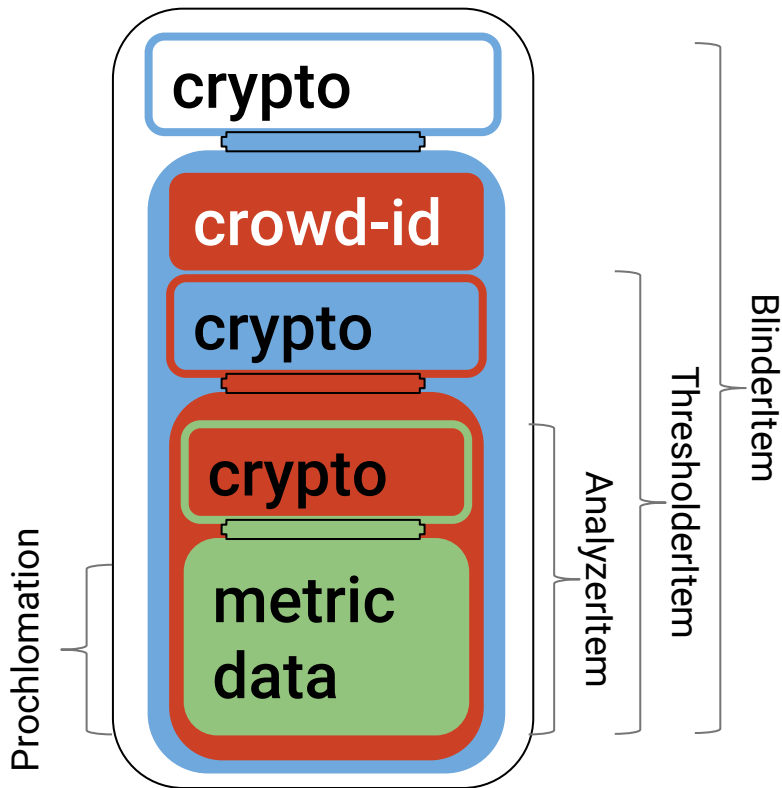 crypto
crowd-id
crypto
crypto
metric
data
Prochlomation
AnalyzerItem
ThresholderItem
BlinderItem